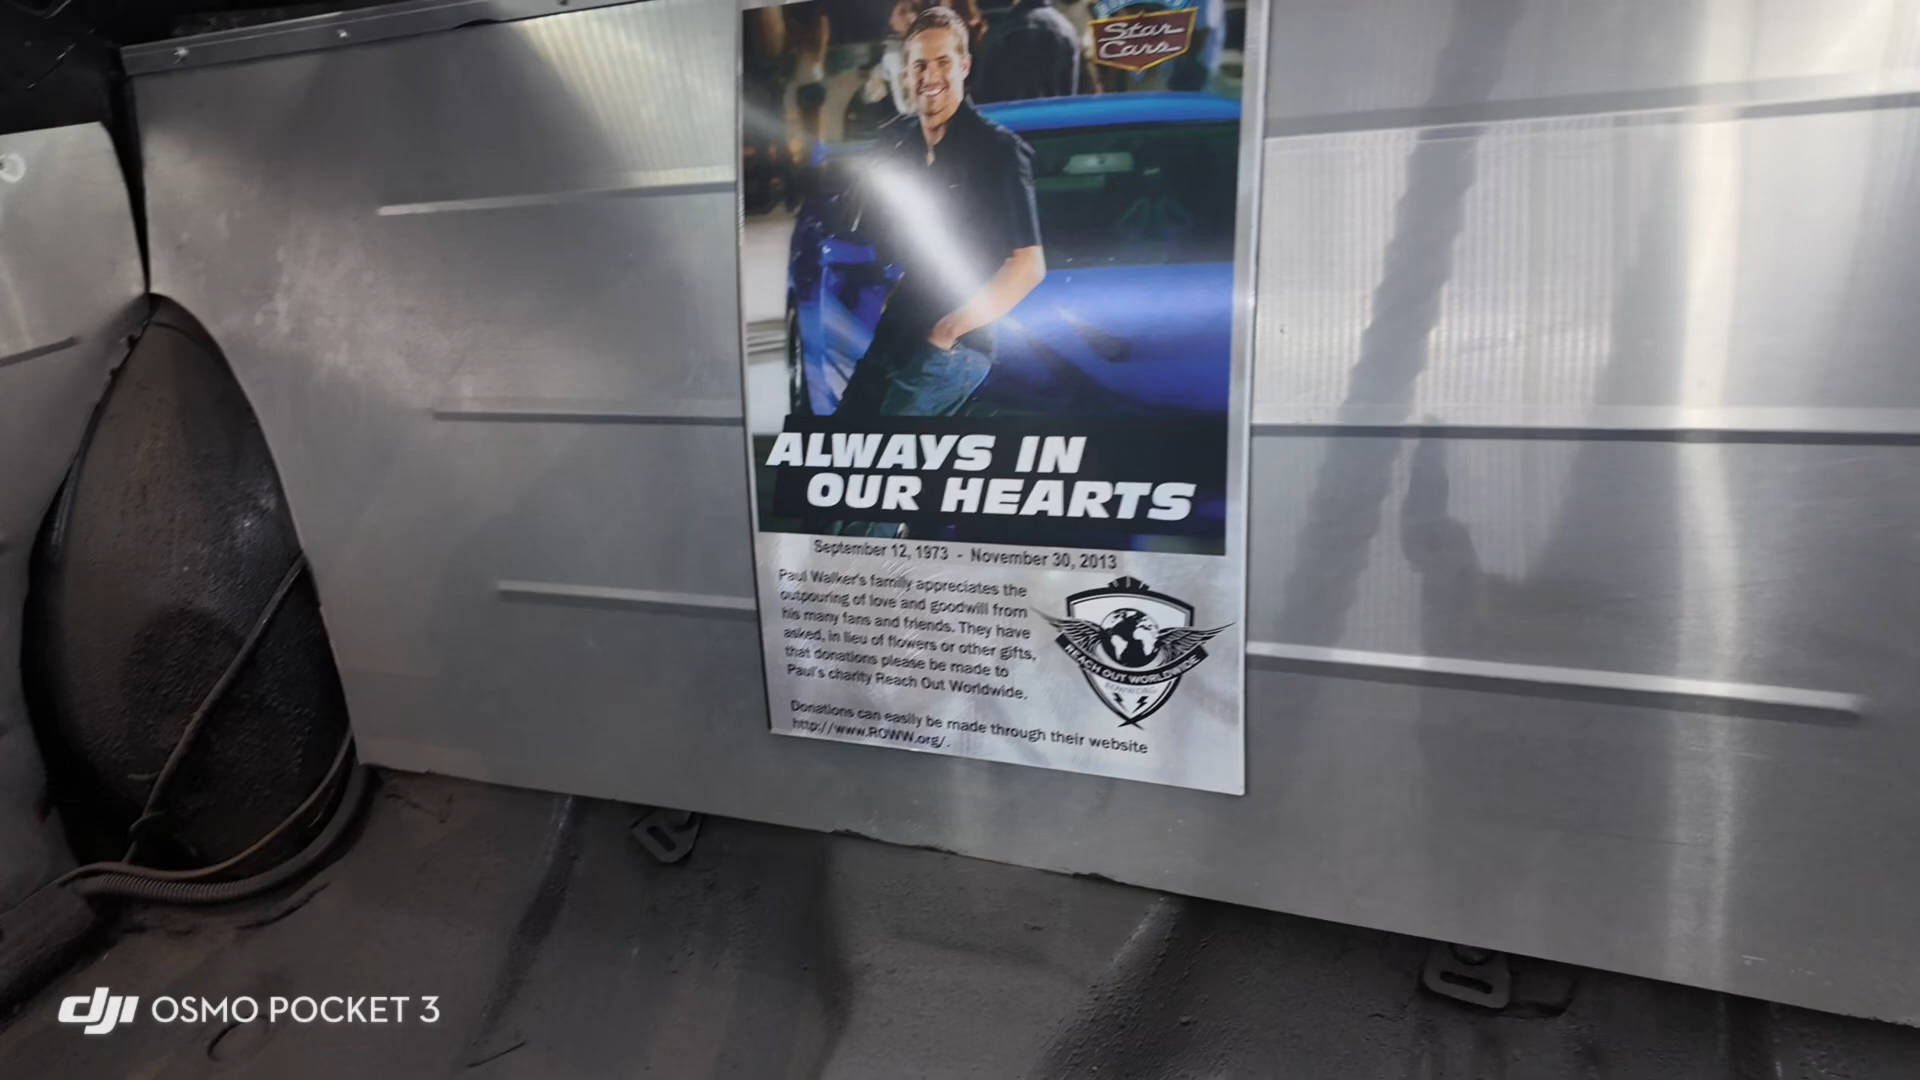 Star
Cars
ALWAYS IN
OUR HEARTS
September 12, 1973 - November 30, 2013
Paul Walker's family appreciates the
outpouring of love and goodwill from
his many fans and friends. They have
asked, in lieu of flowers or other gifts,
that donations please be made to
Paul's charity Reach Out Worldwide.
REACH OUT WORLDWIDE
Donations can easily be made through their website
http://www.ROWW.org/.
dji OSMO POCKET 3